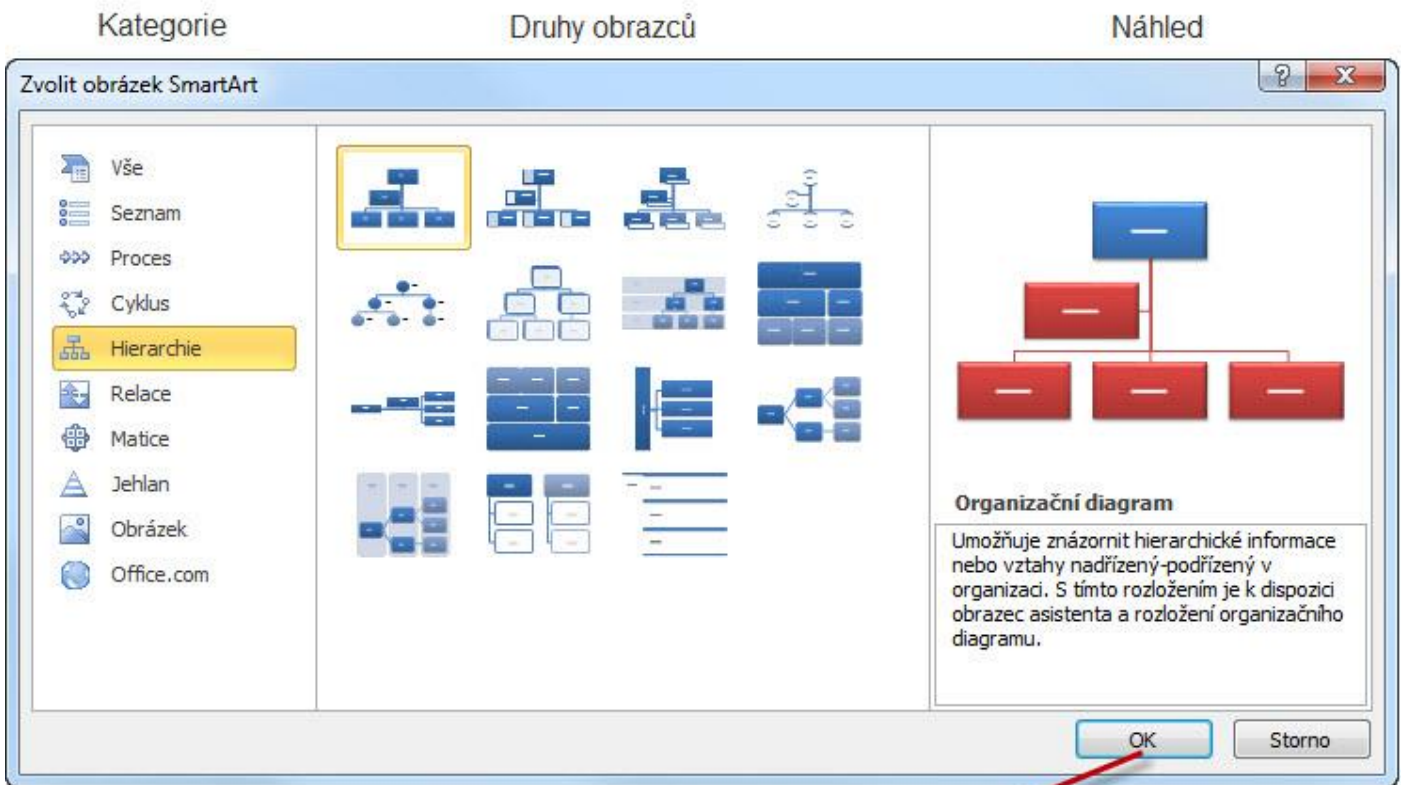 Kategorie
Druhy obrazců
Náhled
Zvolit obrázek SmartArt
Vše
Seznam
Proces
Cyklus
Hierarchie
Relace
Matice
Jehlan
Obrázek
Office.com
Organizační diagram
Umožňuje znázornit hierarchické informace
nebo vztahy nadřízený-podřízený v
organizaci. S tímto rozložením je k dispozici
obrazec asistenta a rozložení organizačního
diagramu.
OK
Storno